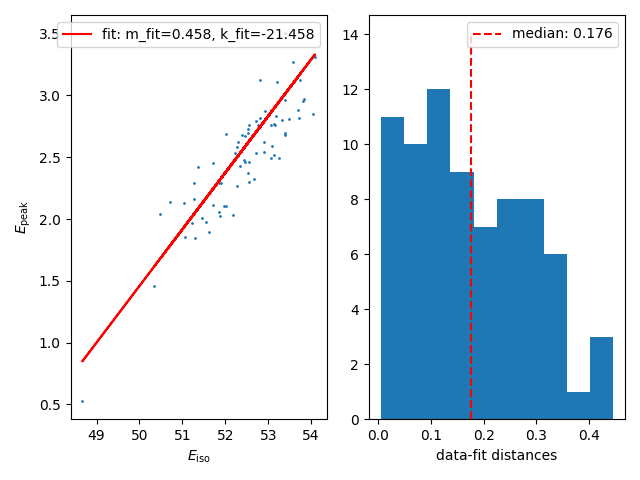 fit: m_fit=0.458, k_fit=-21.458
3.5
3.0
2.5
2.0
1.5
1.0
0.5
E_peak
49 50 51 52 53 54
E_iso
median: 0.176
14
12
10
8
6
4
2
0
0.0 0.1 0.2 0.3 0.4
data-fit distances